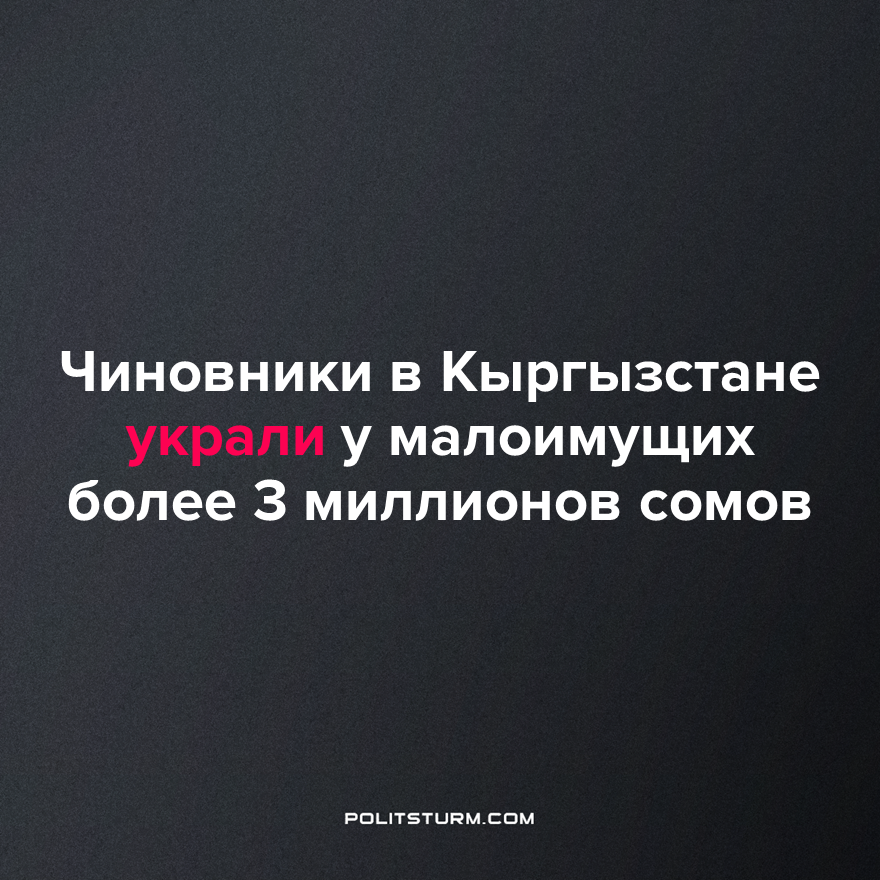 Чиновники в Кыргызстане
украли у малоимущих
более 3 миллионов сомов
POLITSTURM.COM